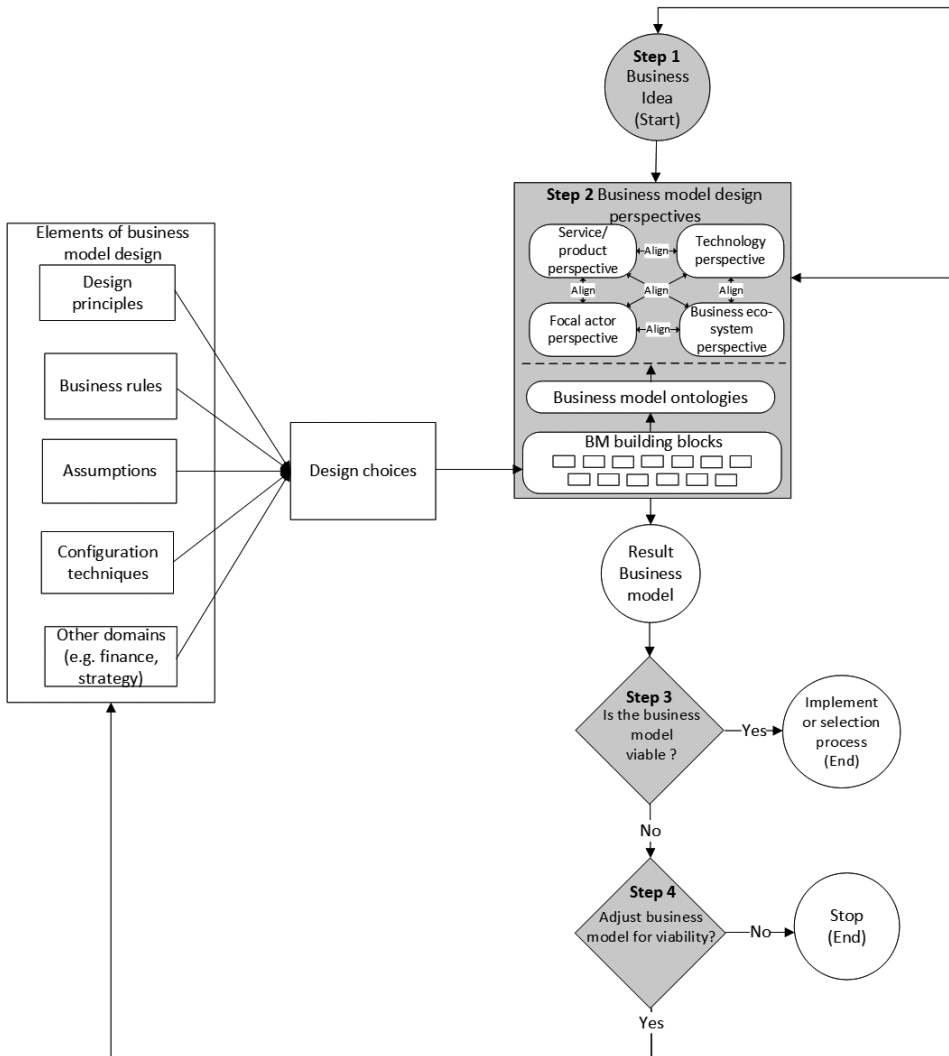 Step 1
Business
Idea
(Start)
Step 2 Business model design
perspectives
Service/
product
perspective
Align
Technology
perspective
Align
Align
Align
Focal actor
perspective
Align
Business eco-
system
perspective
Business model ontologies
BM building blocks
Elements of business
model design
Design
principles
Business rules
Assumptions
Configuration
techniques
Other domains
(e.g. finance,
strategy)
Design choices
Result
Business
model
Step 3
Is the business
model
viable ?
Yes
Implement
or selection
process
(End)
No
Step 4
Adjust business
model for viability?
No
Stop
(End)
Yes